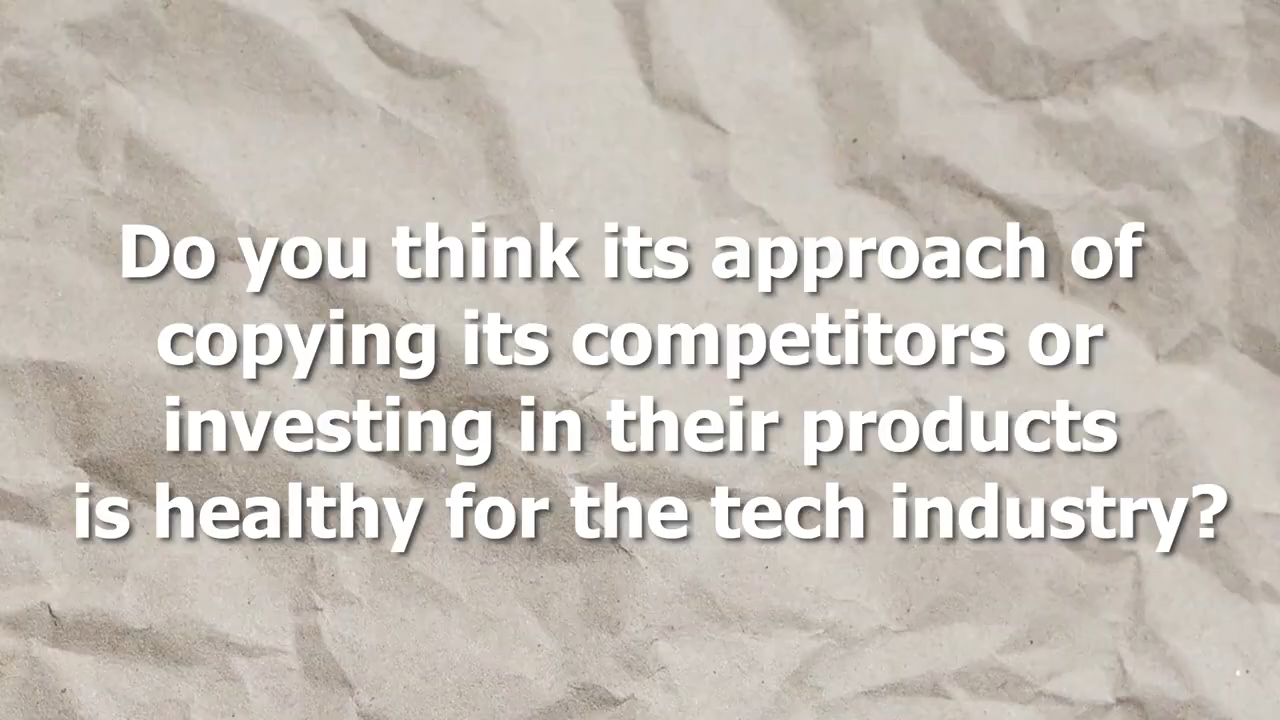 Do you think its approach of
copying its competitors or
investing in their products
is healthy for the tech industry?